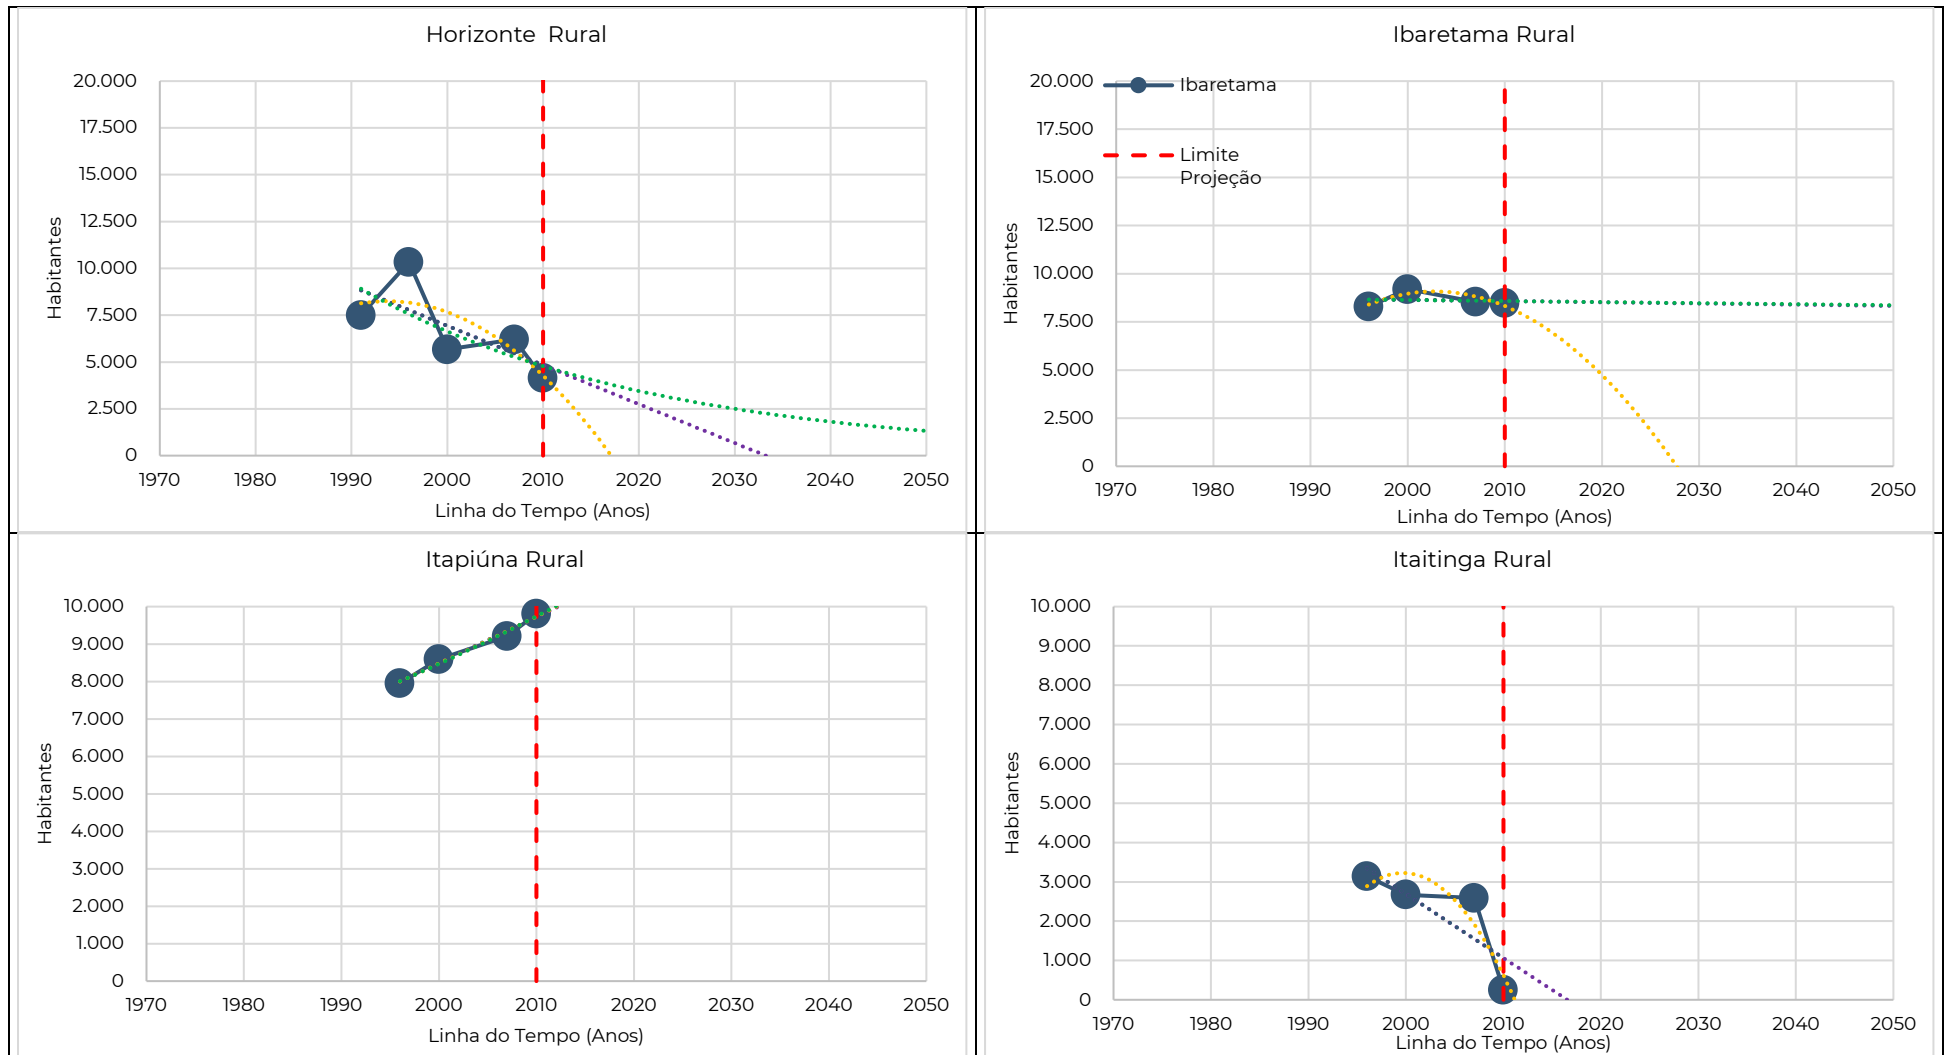 Horizonte  Rural
20.000
17.500
15.000
12.500
10.000
7.500
5.000
2.500
0
Habitantes
1970 1980 1990 2000 2010 2020 2030 2040 2050
Linha do Tempo (Anos)
Ibaretama Rural
20.000
17.500
15.000
12.500
10.000
7.500
5.000
2.500
0
Habitantes
Ibaretama
Limite
Projeção
1970 1980 1990 2000 2010 2020 2030 2040 2050
Linha do Tempo (Anos)
Itapiúna Rural
10.000
9.000
8.000
7.000
6.000
5.000
4.000
3.000
2.000
1.000
0
Habitantes
1970 1980 1990 2000 2010 2020 2030 2040 2050
Linha do Tempo (Anos)
Itaitinga Rural
10.000
9.000
8.000
7.000
6.000
5.000
4.000
3.000
2.000
1.000
0
Habitantes
1970 1980 1990 2000 2010 2020 2030 2040 2050
Linha do Tempo (Anos)